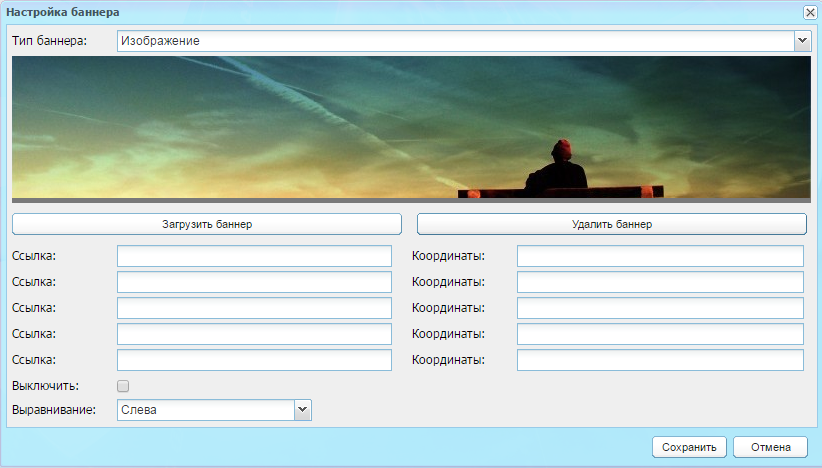 Настройка баннера
Тип баннера: Изображение
Загрузить баннер Удалить баннер
Ссылка: Координаты:
Ссылка: Координаты:
Ссылка: Координаты:
Ссылка: Координаты:
Ссылка: Координаты:
Выключить:
Выравнивание: Слева
Сохранить Отмена